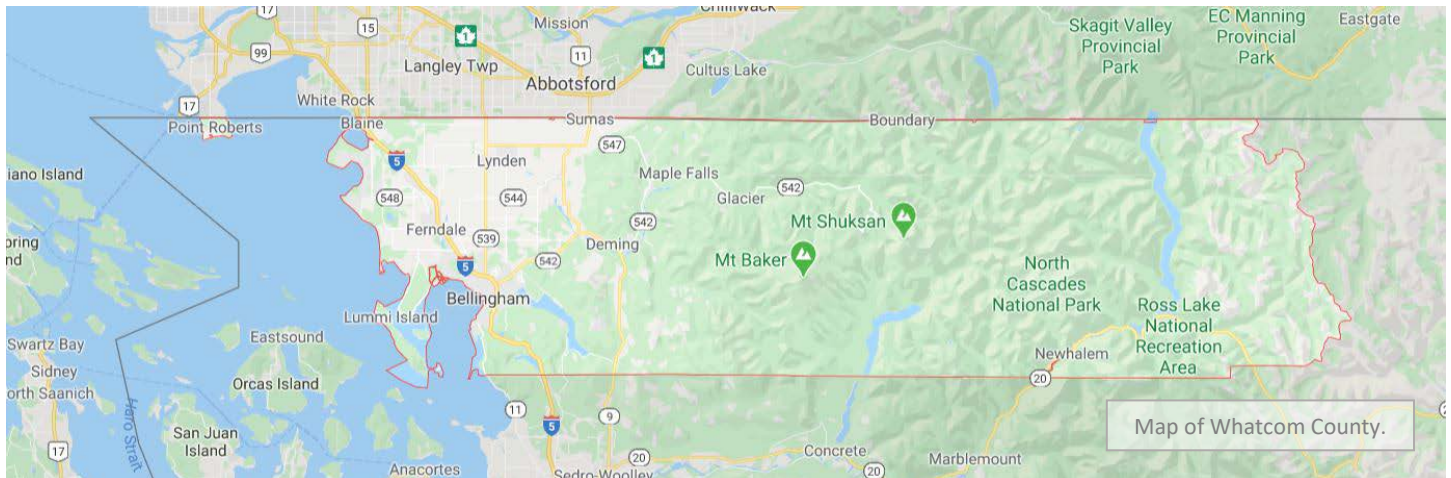 Mission
Chilliwack
Skagit Valley
Provincial
Park
EC Manning
Provincial
Park
Eastgate
15
1
99
11
1
Langley Twp
Abbotsford
Cultus Lake
White Rock
17
Point Roberts
Blaine
Sumas
Boundary
5
547
Lynden
Maple Falls
542
548
544
Glacier
Mt Shuksan
542
Ferndale
539
Deming
542
5
Mt Baker
Bellingham
North
Cascades
National Park
Ross Lake
National
Recreation
Area
Lummi Island
Eastsound
Swartz Bay
Sidney
Orcas Island
Newhalem
20
11
5
9
San Juan
Island
Haro Strait
17
Anacortes
Sedro-Woolley
20
Concrete
20
Marblemount
Map of Whatcom County.